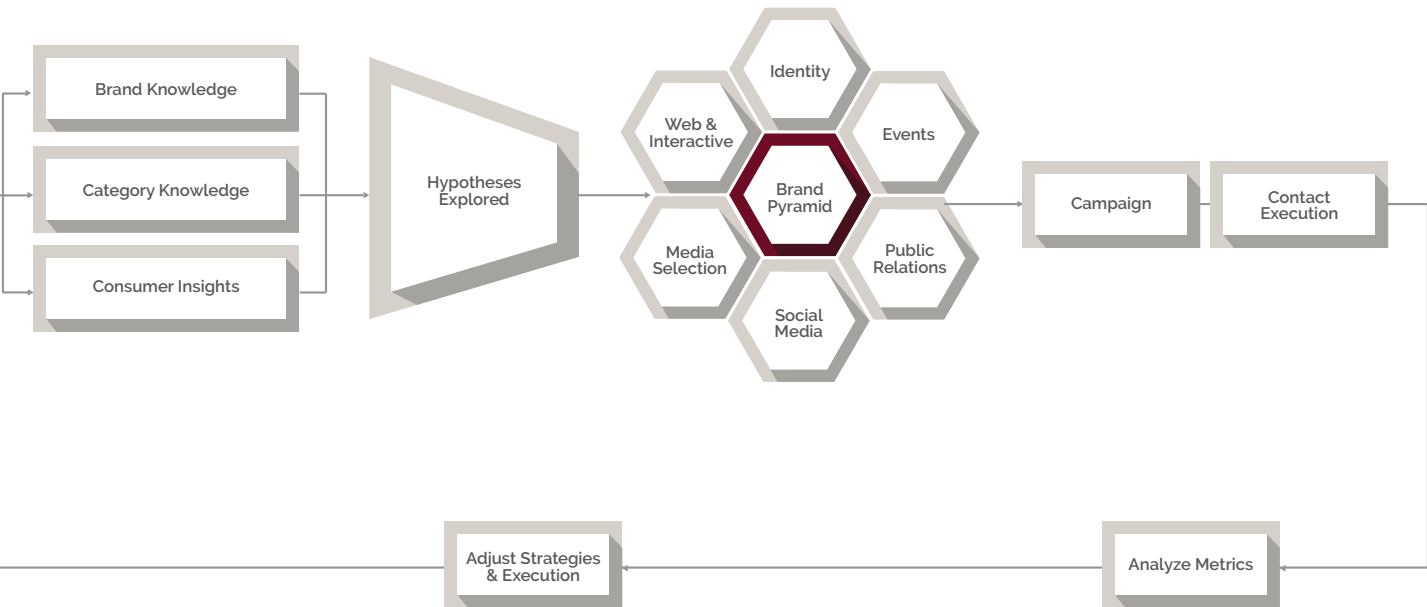 Brand Knowledge
Category Knowledge
Consumer Insights
Hypotheses
Explored
Identity
Web &
Interactive
Events
Brand
Pyramid
Media
Selection
Public
Relations
Social
Media
Campaign
Contact
Execution
Adjust Strategies
& Execution
Analyze Metrics